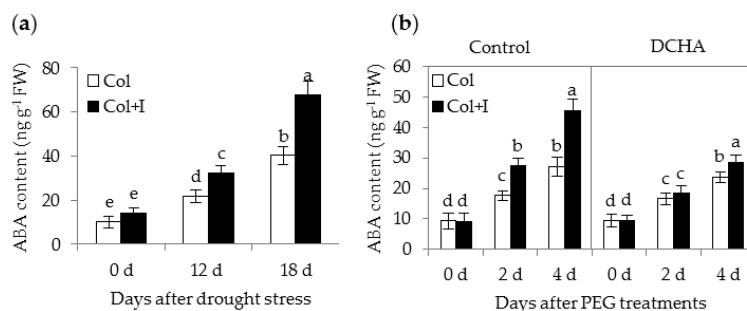 (a)
ABA content (ng g⁻¹ FW)
80
60
40
20
0
Col
Col+I
e
e
d
c
b
a
0 d
12 d
18 d
Days after drought stress
(b)
Control
DCHA
ABA content (ng g⁻¹ FW)
60
50
40
30
20
10
0
Col
Col+I
d d
c
b
b
a
d d
c c
b
a
0 d
2 d
4 d
0 d
2 d
4 d
Days after PEG treatments